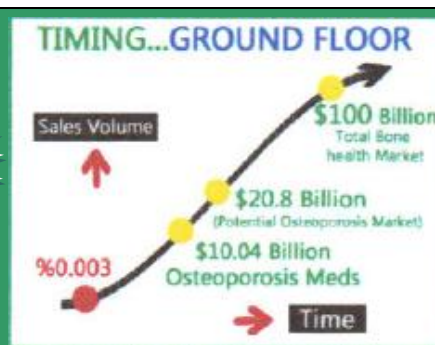 TIMING...GROUND FLOOR
Sales Volume
$100 Billion
Total Bone
health Market
$20.8 Billion
(Potential Osteoporosis Market)
$10.04 Billion
Osteoporosis Meds
%0.003
Time